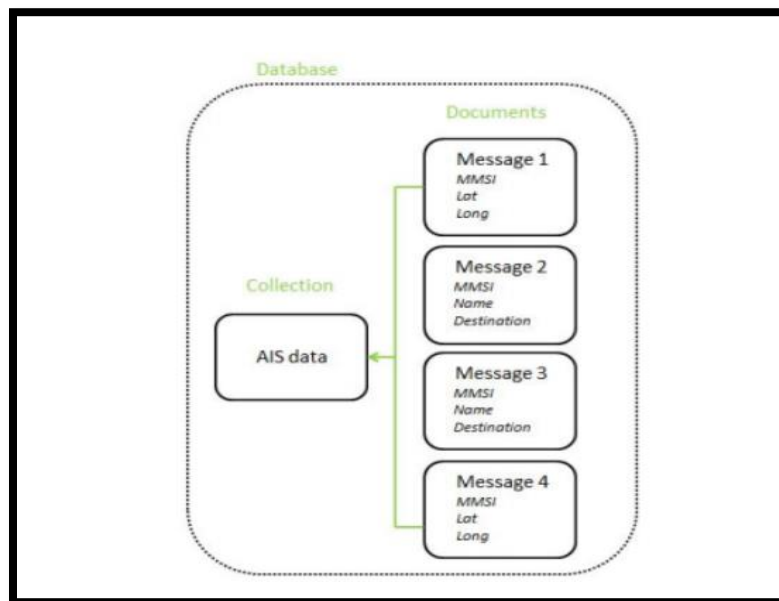 Database
Documents
Message 1
MMSI
Lat
Long
Message 2
MMSI
Name
Destination
Collection
AIS data
Message 3
MMSI
Name
Destination
Message 4
MMSI
Lat
Long